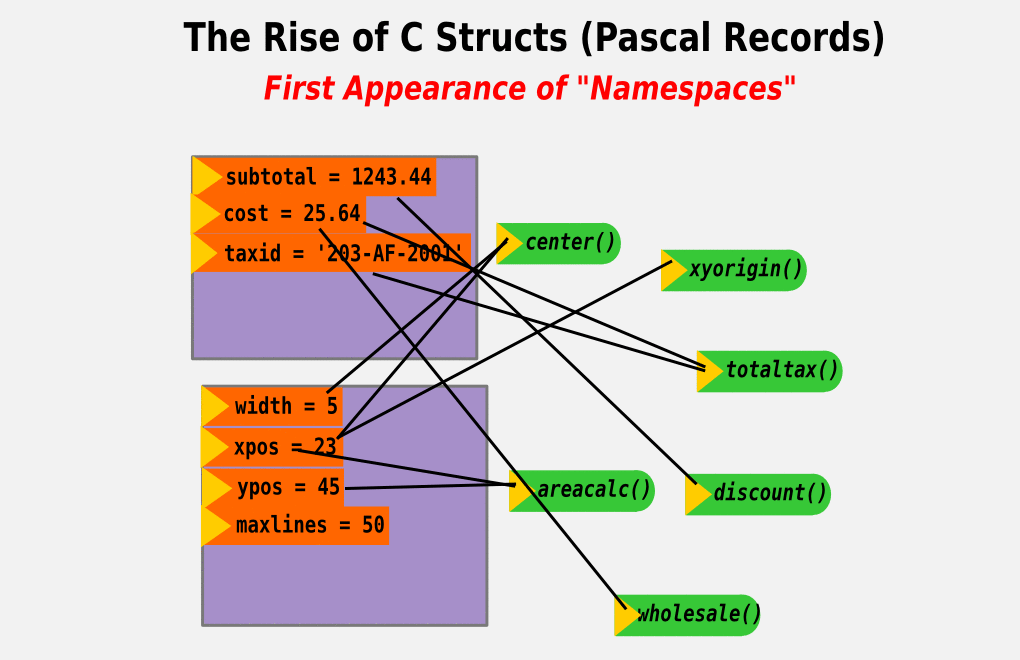 The Rise of C Structs (Pascal Records)
First Appearance of "Namespaces"
subtotal = 1243.44
cost = 25.64
taxid = '203-AF-2001'
center()
xyorigin()
totaltax()
width = 5
xpos = 23
ypos = 45
maxlines = 50
areacalc()
discount()
wholesale()